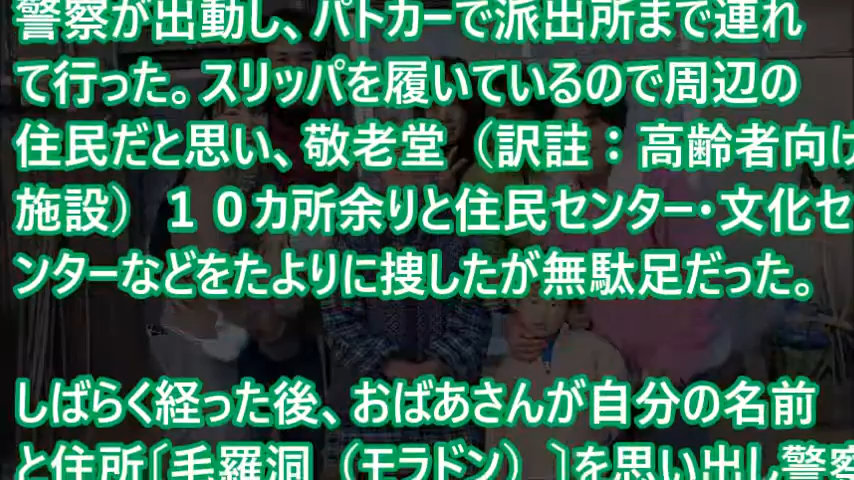 警察が出動し、パトカーで派出所まで連れ
て行った。スリッパを履いているので周辺の
住民だと思い、敬老堂（訳註：高齢者向け
施設）１０カ所余りと住民センター・文化セ
ンターなどをたよりに捜したが無駄足だった。
しばらく経った後、おばあさんが自分の名前
と住所〔毛羅洞（モラドン）〕を思い出し警察